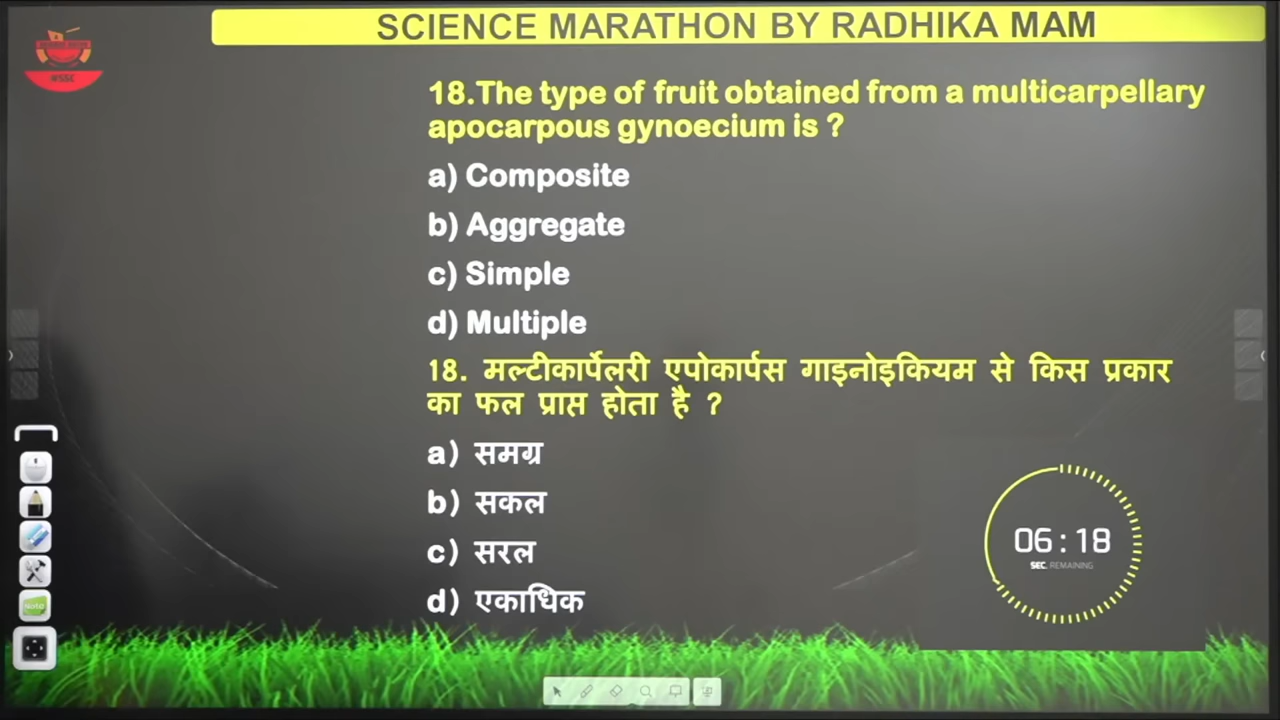 SCIENCE MARATHON BY RADHIKA MAM
18.The type of fruit obtained from a multicarpellary
apocarpous gynoecium is ?
a) Composite
b) Aggregate
c) Simple
d) Multiple
18. मल्टीकार्पेलरी एपोकार्पस गाइनोइकियम से किस प्रकार
का फल प्राप्त होता है ?
a) समग्र
b) सकल
c) सरल
d) एकाधिक
06:18
SEC. REMAINING
Note